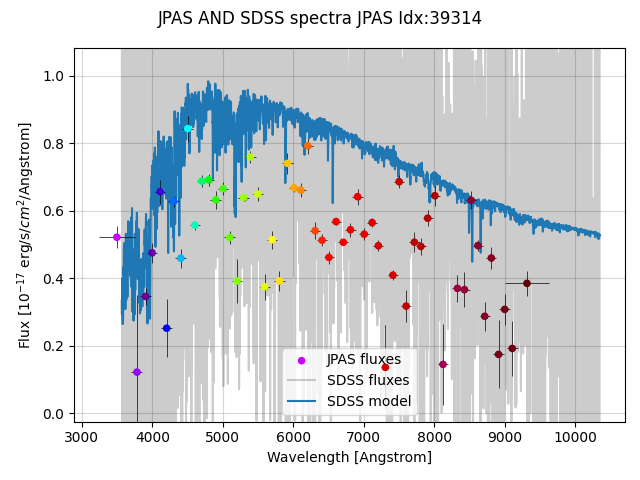 JPAS AND SDSS spectra JPAS Idx:39314
Flux [10⁻¹⁷ erg/s/cm²/Angstrom]
1.0
0.8
0.6
0.4
0.2
0.0
JPAS fluxes
SDSS fluxes
SDSS model
3000 4000 5000 6000 7000 8000 9000 10000
Wavelength [Angstrom]